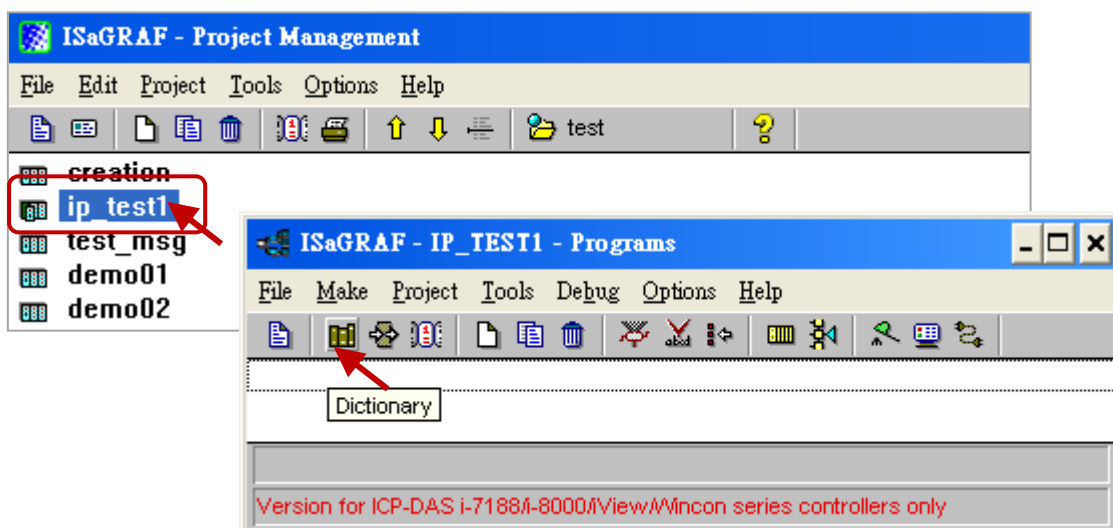 ISaGRAF - Project Management
File Edit Project Tools Options Help
test
creation
ip_test1
test_msg
demo01
demo02
ISaGRAF - IP_TEST1 - Programs
File Make Project Tools Debug Options Help
Dictionary
Version for ICP-DAS i-7188/i-8000/iView/Wincon series controllers only